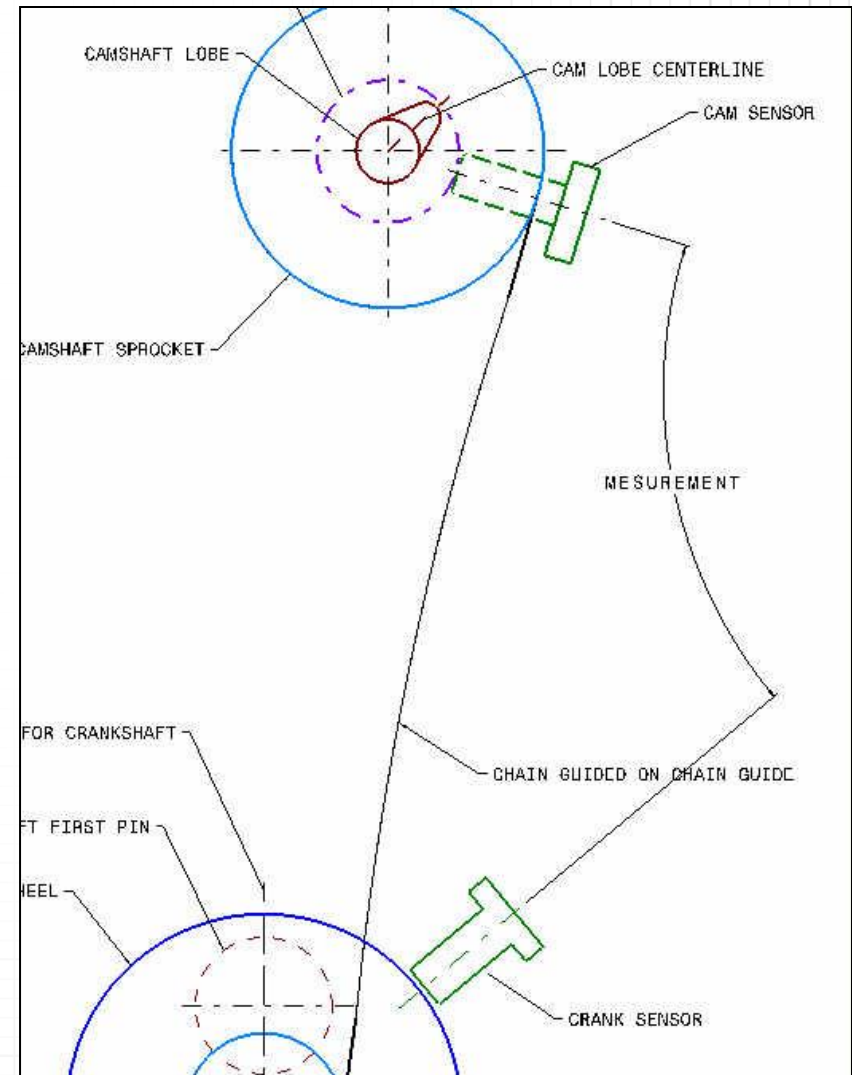 CAMSHAFT LOBE
CAM LOBE CENTERLINE
CAM SENSOR
CAMSHAFT SPROCKET
MESUREMENT
FOR CRANKSHAFT
CHAIN GUIDED ON CHAIN GUIDE
FT FIRST PIN
HEEL
CRANK SENSOR